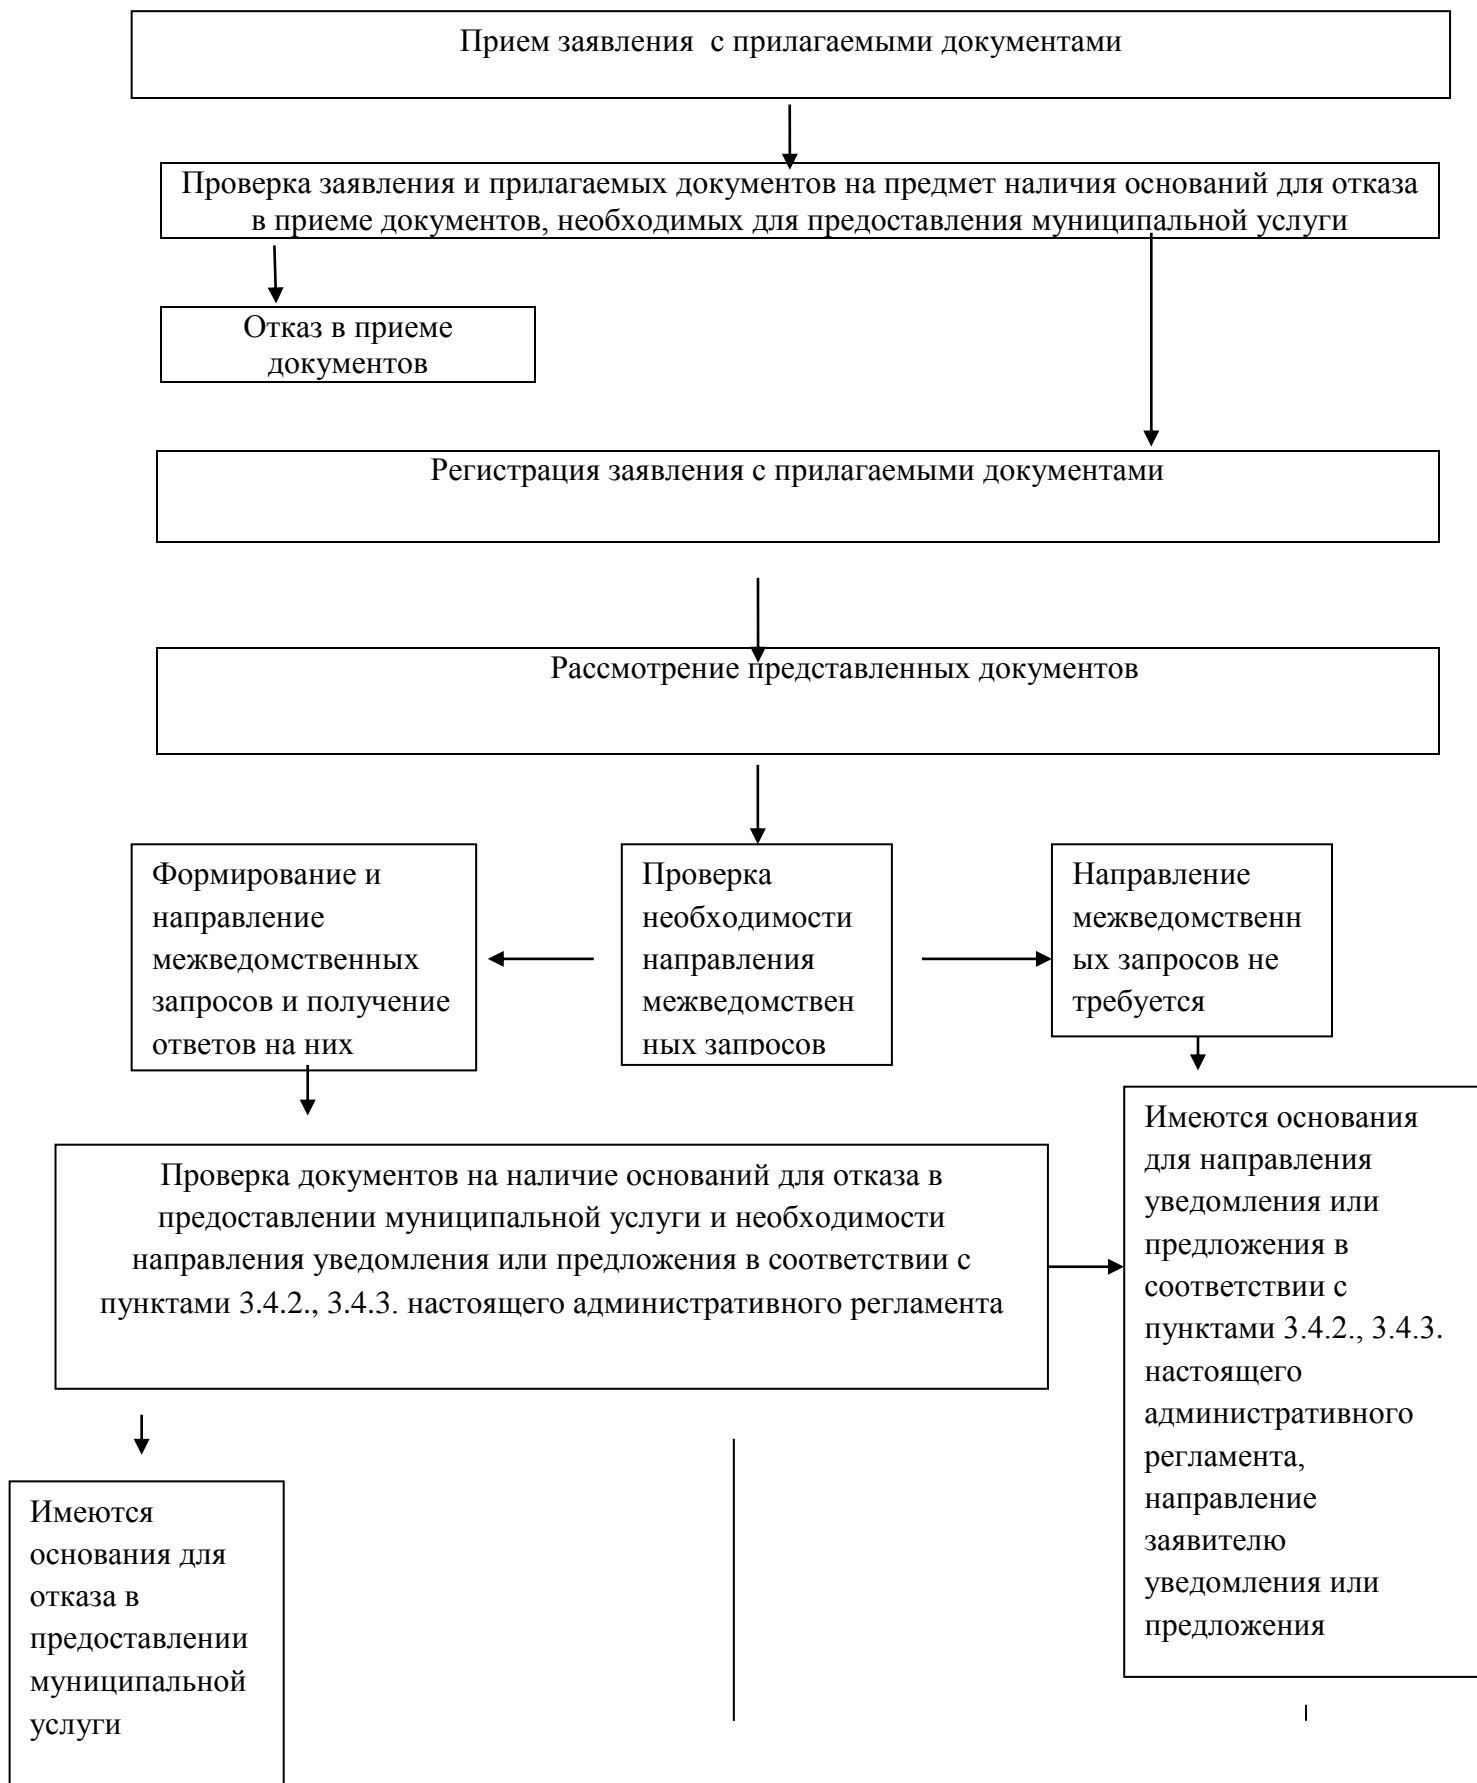 Прием заявления  с прилагаемыми документами
Проверка заявления и прилагаемых документов на предмет наличия оснований для отказа
в приеме документов, необходимых для предоставления муниципальной услуги
Отказ в приеме
документов
Регистрация заявления с прилагаемыми документами
Рассмотрение представленных документов
Формирование и
направление
межведомственных
запросов и получение
ответов на них
Проверка
необходимости
направления
межведомствен
ных запросов
Направление
межведомственн
ых запросов не
требуется
Проверка документов на наличие оснований для отказа в
предоставлении муниципальной услуги и необходимости
направления уведомления или предложения в соответствии с
пунктами 3.4.2., 3.4.3. настоящего административного регламента
Имеются основания
для направления
уведомления или
предложения в
соответствии с
пунктами 3.4.2., 3.4.3.
настоящего
административного
регламента,
направление
заявителю
уведомления или
предложения
Имеются
основания для
отказа в
предоставлении
муниципальной
услуги